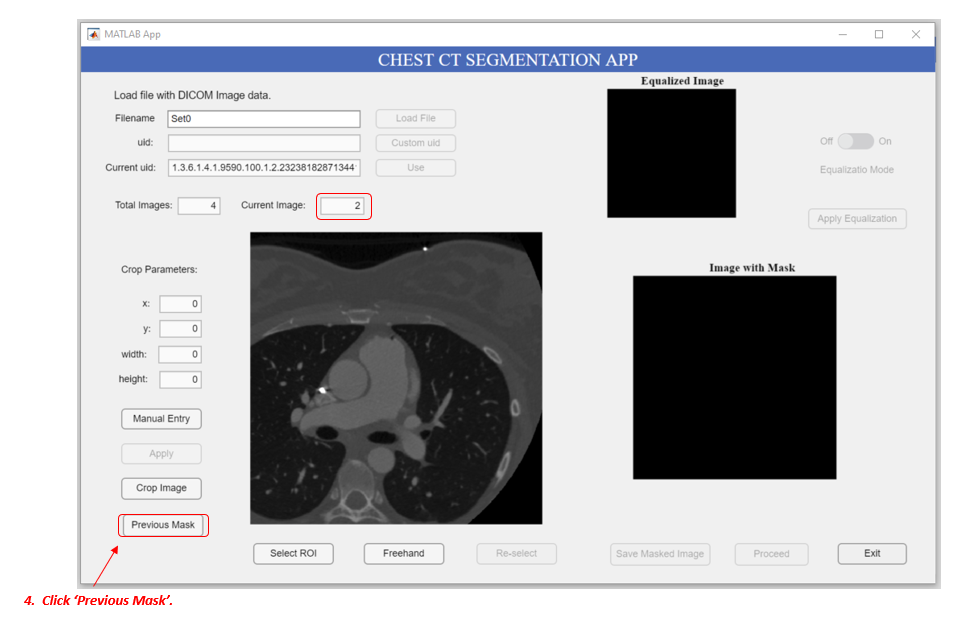 MATLAB App
CHEST CT SEGMENTATION APP
Load file with DICOM Image data.
Filename Set0 Load File
uid: Custom uid
Current uid: 1.3.6.1.4.1.9590.100.1.2.23238182871344 Use
Total Images: 4 Current Image: 2
Equalized Image
Off On
Equalizatio Mode
Apply Equalization
Crop Parameters:
x: 0
y: 0
width: 0
height: 0
Manual Entry
Apply
Crop Image
Previous Mask
Image with Mask
Select ROI Freehand Re-select Save Masked Image Proceed Exit
4. Click ‘Previous Mask’.